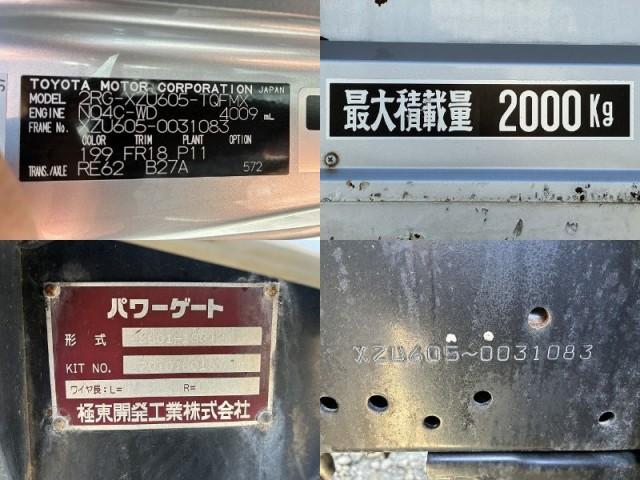 TOYOTA MOTOR CORPORATION JAPAN
MODEL 2RG-XZU605-TQFMX
ENGINE N04C-WD 4009 mL
FRAME No. XZU605-0031083
COLOR TRIM PLANT OPTION
199 FR18 P11
TRANS./AXLE RE62 B27A 572
最大積載量 2000Kg
パワーゲート
形式
KIT NO.
ワイヤ長:L= R=
極東開発工業株式会社
XZU605~0031083